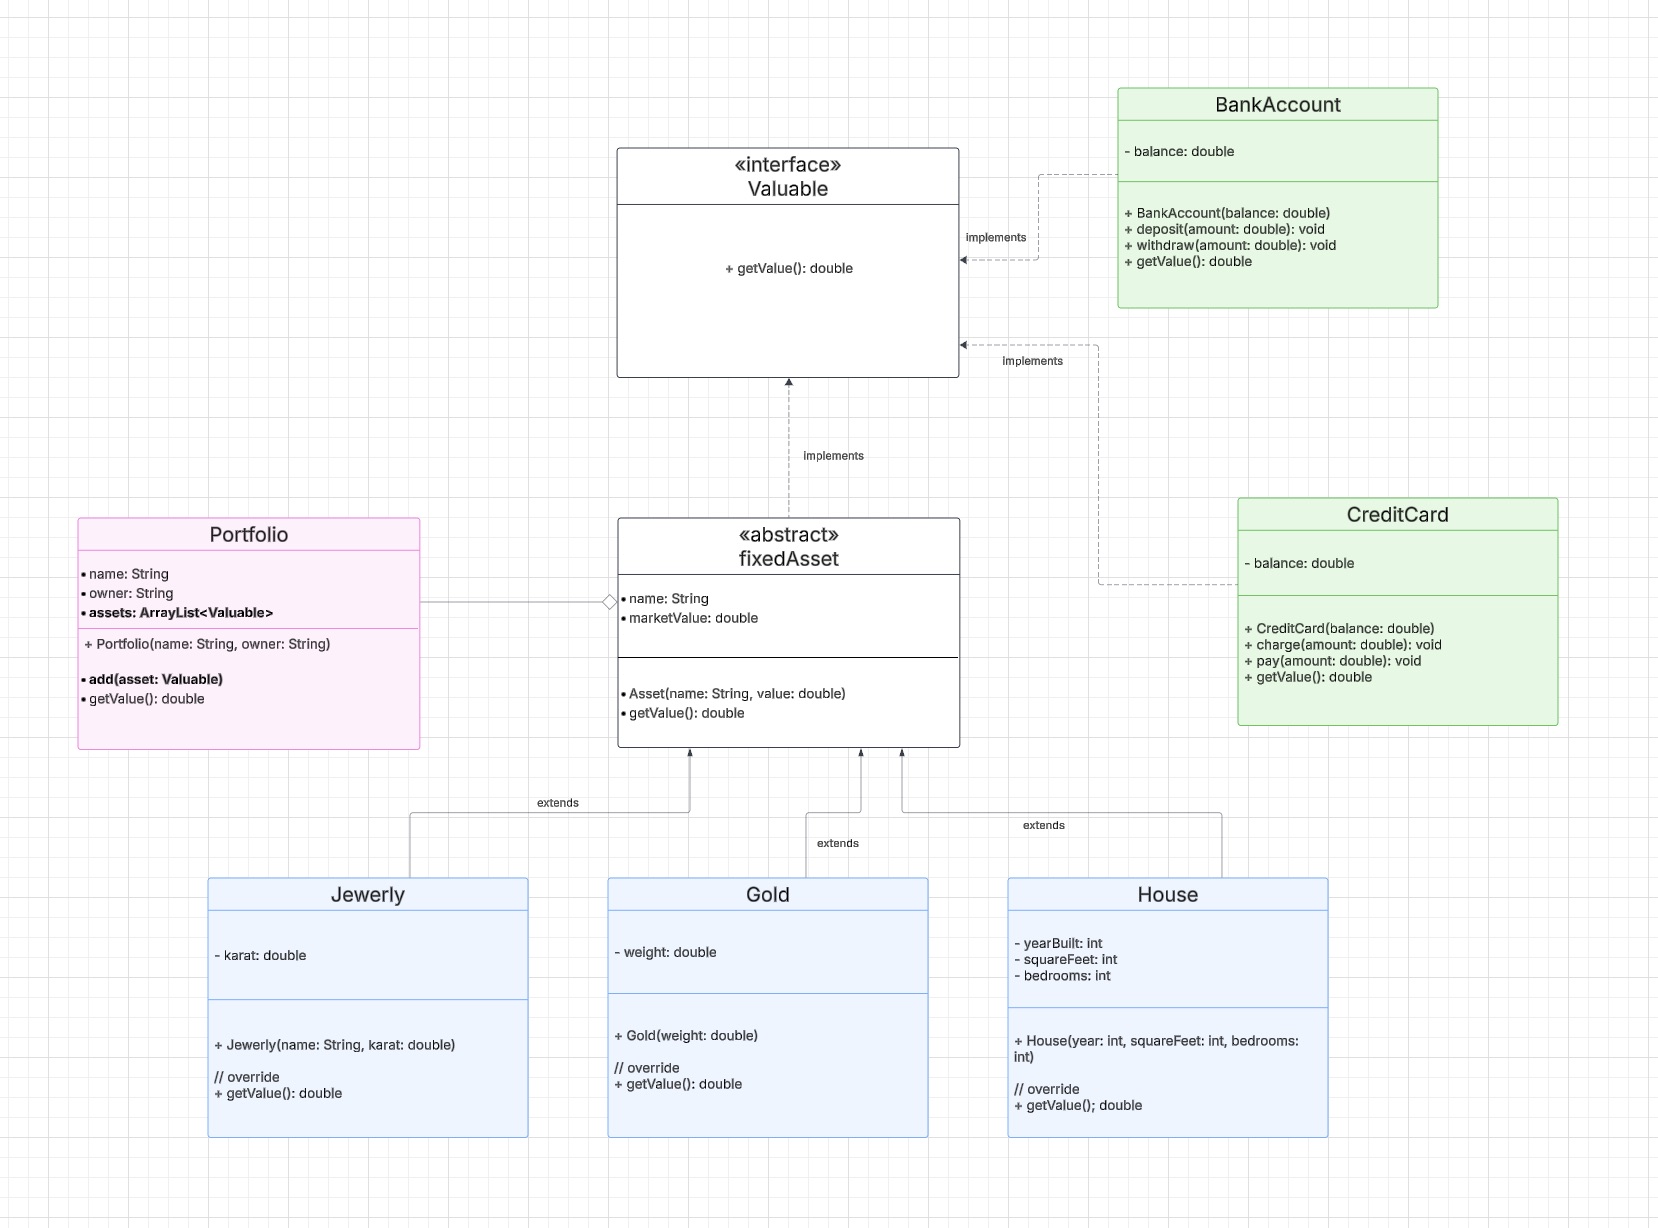 BankAccount
- balance: double
+ BankAccount(balance: double)
+ deposit(amount: double): void
+ withdraw(amount: double): void
+ getValue(): double
«interface»
Valuable
+ getValue(): double
implements
implements
implements
CreditCard
- balance: double
+ CreditCard(balance: double)
+ charge(amount: double): void
+ pay(amount: double): void
+ getValue(): double
Portfolio
▪ name: String
▪ owner: String
▪ assets: ArrayList<Valuable>
+ Portfolio(name: String, owner: String)
▪ add(asset: Valuable)
▪ getValue(): double
«abstract»
fixedAsset
▪ name: String
▪ marketValue: double
▪ Asset(name: String, value: double)
▪ getValue(): double
extends
extends
extends
Jewerly
- karat: double
+ Jewerly(name: String, karat: double)
// override
+ getValue(): double
Gold
- weight: double
+ Gold(weight: double)
// override
+ getValue(): double
House
- yearBuilt: int
- squareFeet: int
- bedrooms: int
+ House(year: int, squareFeet: int, bedrooms:
int)
// override
+ getValue(); double